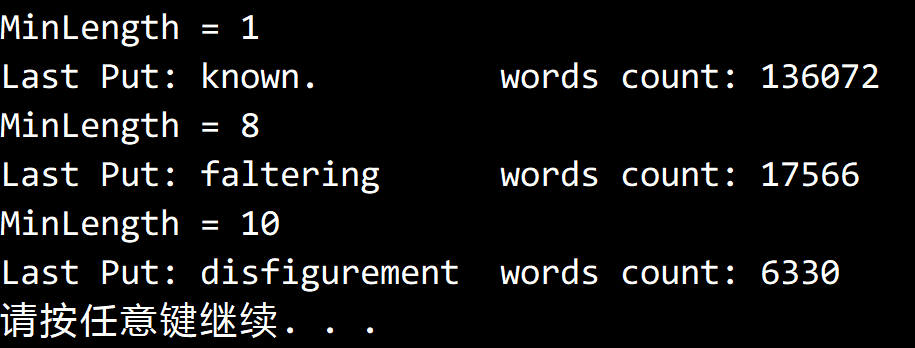 MinLength = 1
Last Put: known. words count: 136072
MinLength = 8
Last Put: faltering words count: 17566
MinLength = 10
Last Put: disfigurement words count: 6330
请按任意键继续. . .